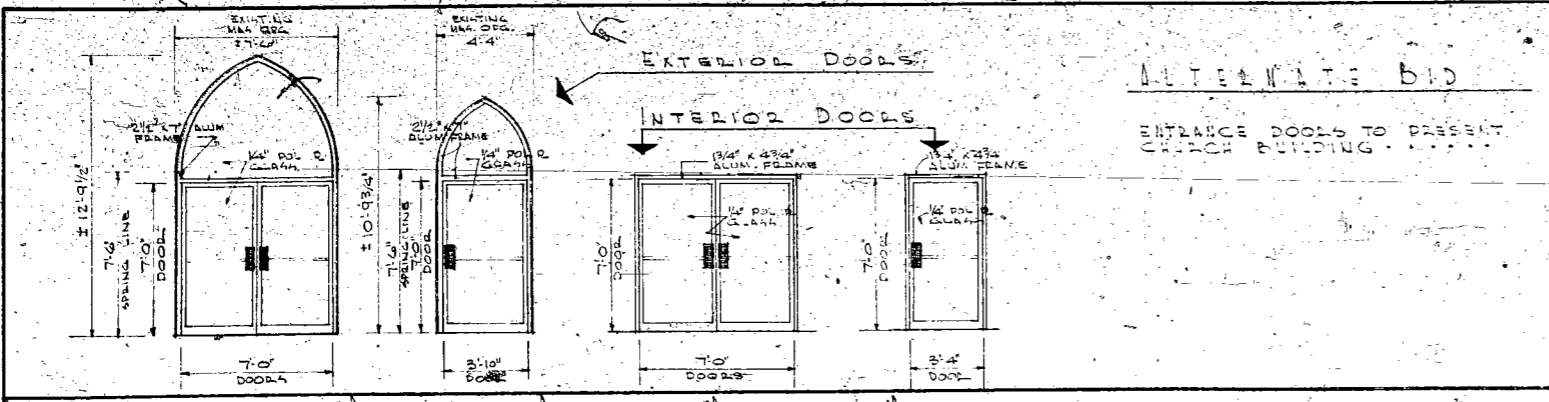 EXISTING
MAS. OPG.
± 7'-6"
EXISTING
MAS. OPG.
4'-4"
EXTERIOR DOORS
INTERIOR DOORS
ALTERNATE BID
ENTRANCE DOORS TO PRESENT
CHURCH BUILDING . . . . .
2 1/2" x 7" ALUM
FRAME
1/4" POL. R
GLASS
± 12'-9 1/2"
7'-6"
SPRING LINE
7'-0"
DOOR
7'-0"
DOORS
2 1/2" x 7"
ALUM FRAME
1/4" POL. R
GLASS
± 10'-9 3/4"
7'-6"
SPRING LINE
7'-0"
DOOR
3'-10"
DOOR
1 3/4" x 4 3/4"
ALUM. FRAME
1/4" POL. R
GLASS
7'-0"
DOOR
7'-0"
DOORS
1 3/4" x 4 3/4"
ALUM. FRAME
1/4" POL. R
GLASS
7'-0"
DOOR
3'-4"
DOOR